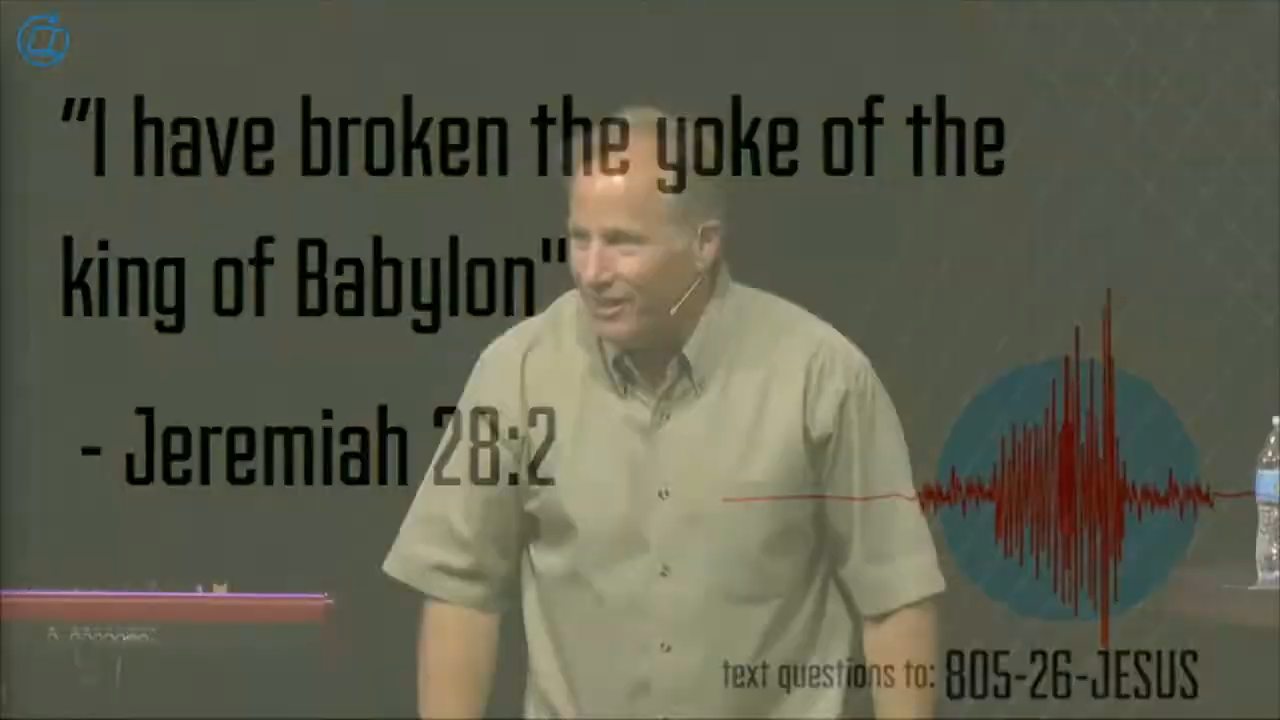 "I have broken the yoke of the
king of Babylon"
- Jeremiah 28:2
text questions to: 805-26-JESUS